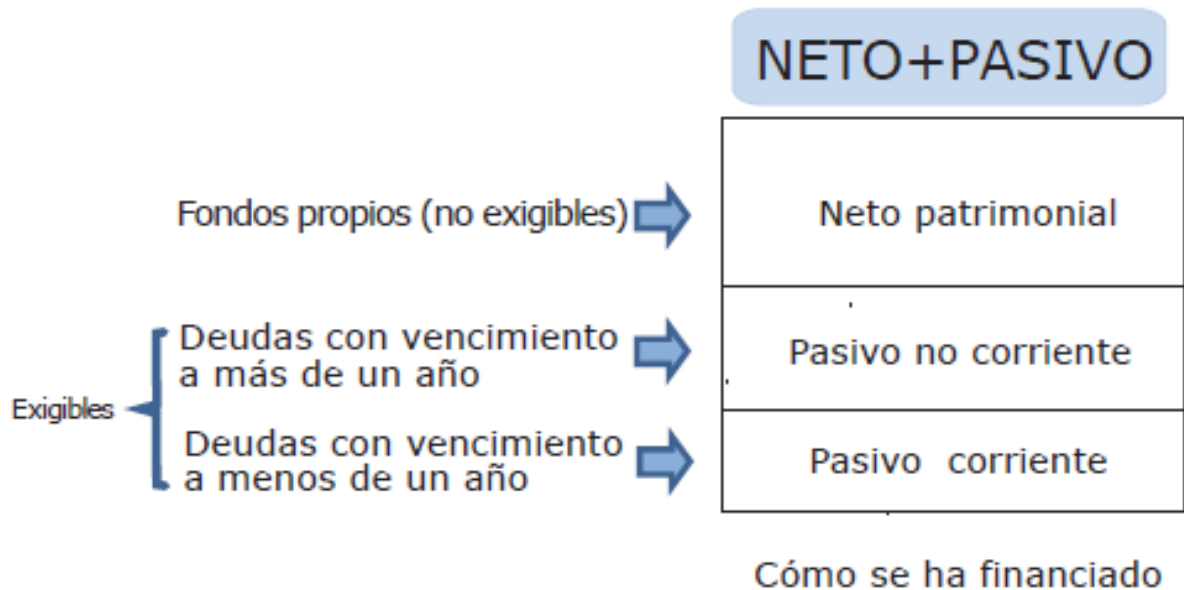 NETO+PASIVO
Fondos propios (no exigibles)
Neto patrimonial
Deudas con vencimiento
a más de un año
Pasivo no corriente
Exigibles
Deudas con vencimiento
a menos de un año
Pasivo corriente
Cómo se ha financiado